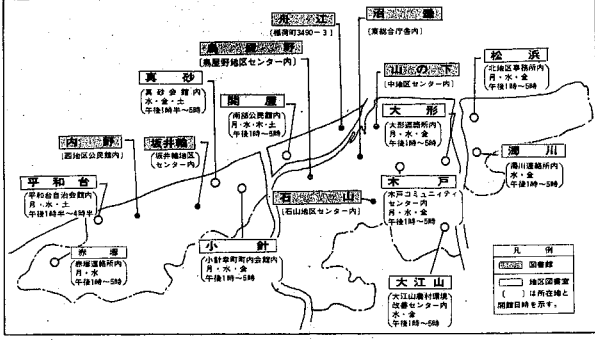 舟江
(稲荷町3490-3)
沼垂
(東総合庁舎内)
鳥屋野
(鳥屋野地区センター内)
山の下
(中地区センター内)
松浜
(北地区事務所内)
月・水・金
午後1時~5時
真砂
(真砂会館内)
水・金・土
午後1時半~5時
関屋
(南部公民館内)
月・水・木・土
午後1時~5時
大形
(大形連絡所内)
月・水・金
午後1時~5時
内野
(西地区公民館内)
坂井輪
(坂井輪地区センター内)
濁川
(濁川連絡所内)
水・金
午後1時~5時
平和台
(平和台自治会館内)
月・水・土
午後1時半~4時半
石山
(石山地区センター内)
木戸
(木戸コミュニティセンター内)
月・水・金
午後1時~5時
赤塚
(赤塚連絡所内)
月・水
午後1時~5時
小針
(小針幸町町内会館内)
月・水・金
午後1時~5時
大江山
(大江山農村環境改善センター内)
水・金
午後1時~5時
凡例
図書館
地区図書室
( )は所在地と
開館日時を示す。